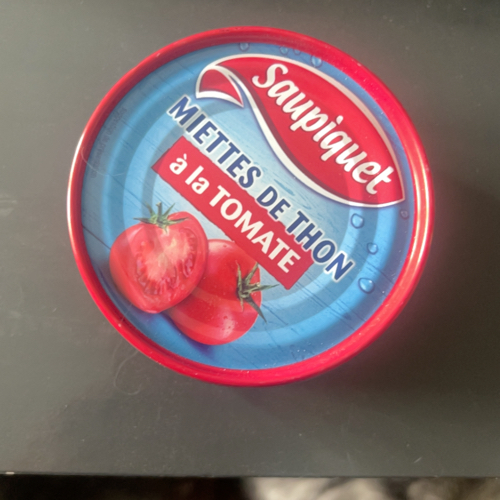 Saupiquet
MIETTES DE THON
à la TOMATE